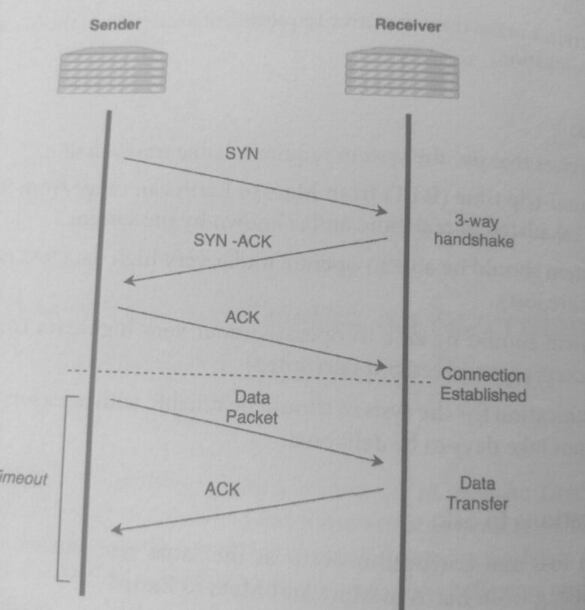 Sender
Receiver
SYN
3-way
handshake
SYN -ACK
ACK
Connection
Established
Data
Packet
imeout
ACK
Data
Transfer